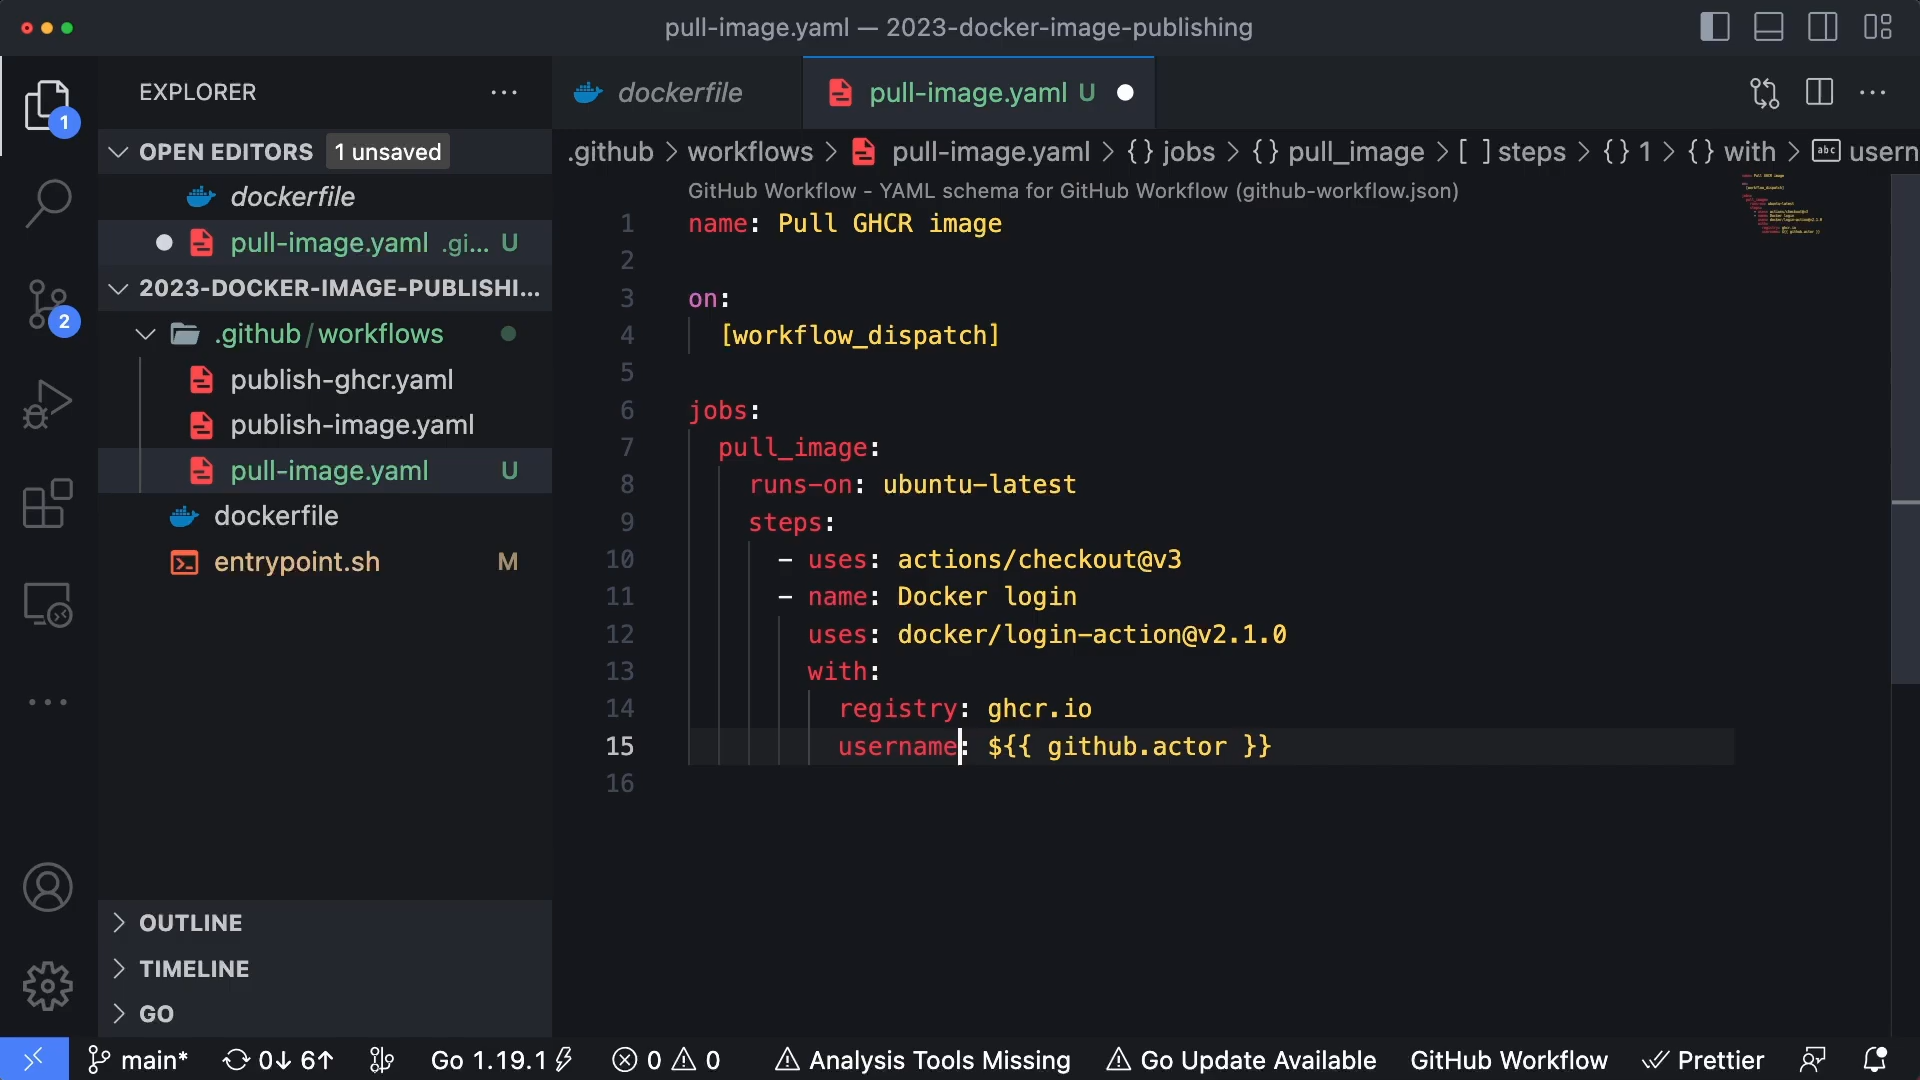 pull-image.yaml — 2023-docker-image-publishing
EXPLORER
dockerfile
pull-image.yaml U
1
OPEN EDITORS 1 unsaved
.github > workflows > pull-image.yaml > {} jobs > {} pull_image > [ ] steps > {} 1 > {} with > abc usern
dockerfile
pull-image.yaml .gi... U
2023-DOCKER-IMAGE-PUBLISHI...
2
.github/workflows
publish-ghcr.yaml
publish-image.yaml
pull-image.yaml U
dockerfile
entrypoint.sh M
OUTLINE
TIMELINE
GO
GitHub Workflow - YAML schema for GitHub Workflow (github-workflow.json)
1 name: Pull GHCR image
2
3 on:
4 [workflow_dispatch]
5
6 jobs:
7 pull_image:
8 runs-on: ubuntu-latest
9 steps:
10 - uses: actions/checkout@v3
11 - name: Docker login
12 uses: docker/login-action@v2.1.0
13 with:
14 registry: ghcr.io
15 username: ${{ github.actor }}
16
main* 0↓ 6↑ Go 1.19.1 0 0 Analysis Tools Missing Go Update Available GitHub Workflow Prettier